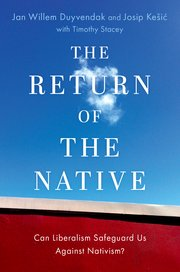 Jan Willem Duyvendak and Josip Kešić
with Timothy Stacey
THE
RETURN
OF
THE
NATIVE
Can Liberalism Safeguard Us
Against Nativism?